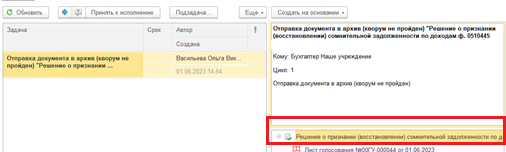 Обновить Принять к исполнению Подзадача... Еще Создать на основании
Задача Срок Автор !
Создана
Отправка документа в архив (кворум не пройден) "Решение о признании ...
Васильева Ольга Вик...
01.06.2023 14:54
Отправка документа в архив (кворум не пройден) "Решение о признании
(восстановлении) сомнительной задолженности по доходам ф. 0510445
Кому: Бухгалтер Наше учреждение
Цикл: 1
Отправка документа в архив (кворум не пройден)
Решение о признании (восстановлении) сомнительной задолженности по д
Лист голосования №00ГУ-000044 от 01.06.2023